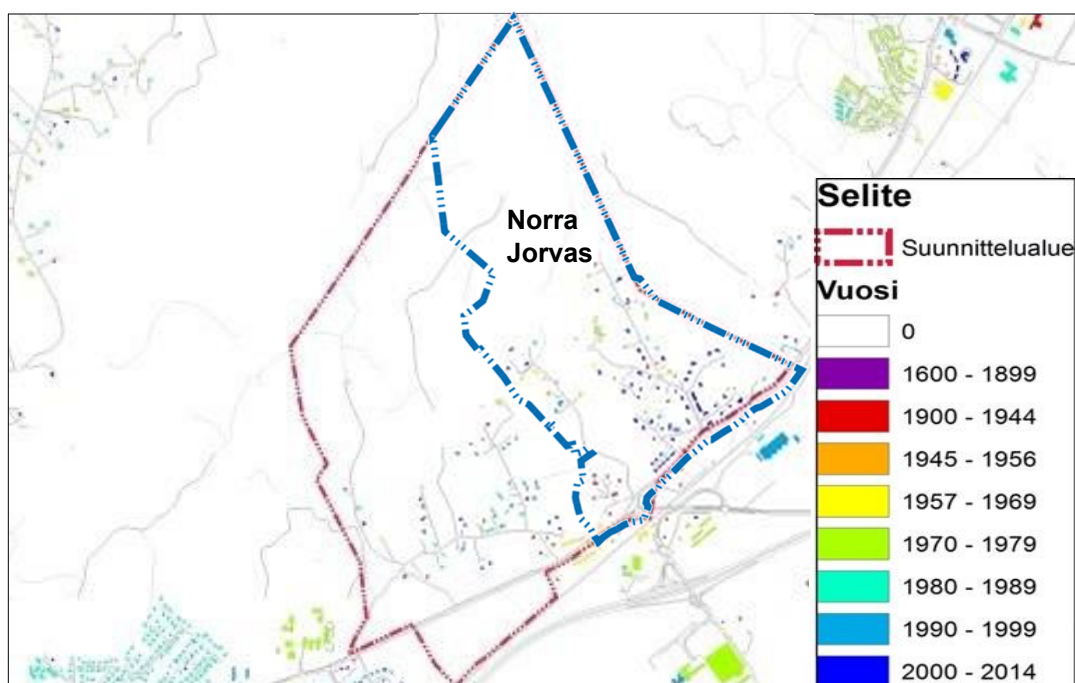 Norra
Jorvas
Selite
Suunnittelualue
Vuosi
0
1600 - 1899
1900 - 1944
1945 - 1956
1957 - 1969
1970 - 1979
1980 - 1989
1990 - 1999
2000 - 2014